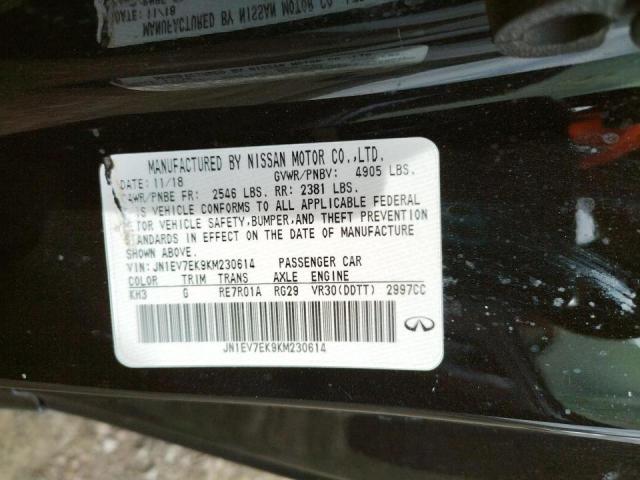 MANUFACTURED BY NISSAN MOTOR CO.,LTD.
DATE: 11/18 GVWR/PNBV: 4905 LBS.
GAWR/PNBE FR: 2546 LBS. RR: 2381 LBS.
THIS VEHICLE CONFORMS TO ALL APPLICABLE FEDERAL
MOTOR VEHICLE SAFETY, BUMPER, AND THEFT PREVENTION
STANDARDS IN EFFECT ON THE DATE OF MANUFACTURE
SHOWN ABOVE.
VIN: JN1EV7EK9KM230614 PASSENGER CAR
COLOR TRIM TRANS AXLE ENGINE
KH3 G RE7R01A RG29 VR30(DDTT) 2997CC
JN1EV7EK9KM230614